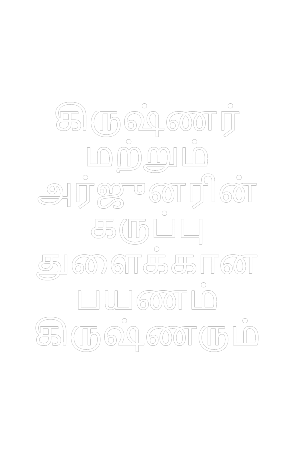 கிருஷ்ணர்
மற்றும்
அர்ஜுனரின்
கருப்பு
துளைக்கான
பயணம்
கிருஷ்ணரும்